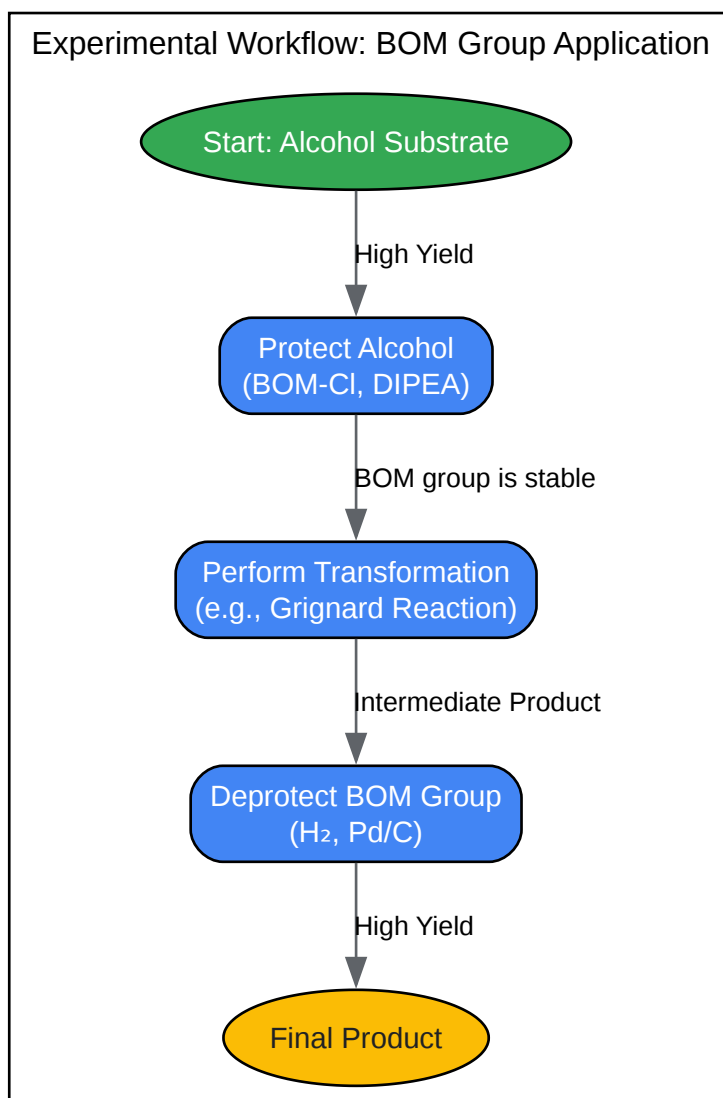 Experimental Workflow: BOM Group Application
Start: Alcohol Substrate
High Yield
Protect Alcohol
(BOM-Cl, DIPEA)
BOM group is stable
Perform Transformation
(e.g., Grignard Reaction)
Intermediate Product
Deprotect BOM Group
(H₂, Pd/C)
High Yield
Final Product